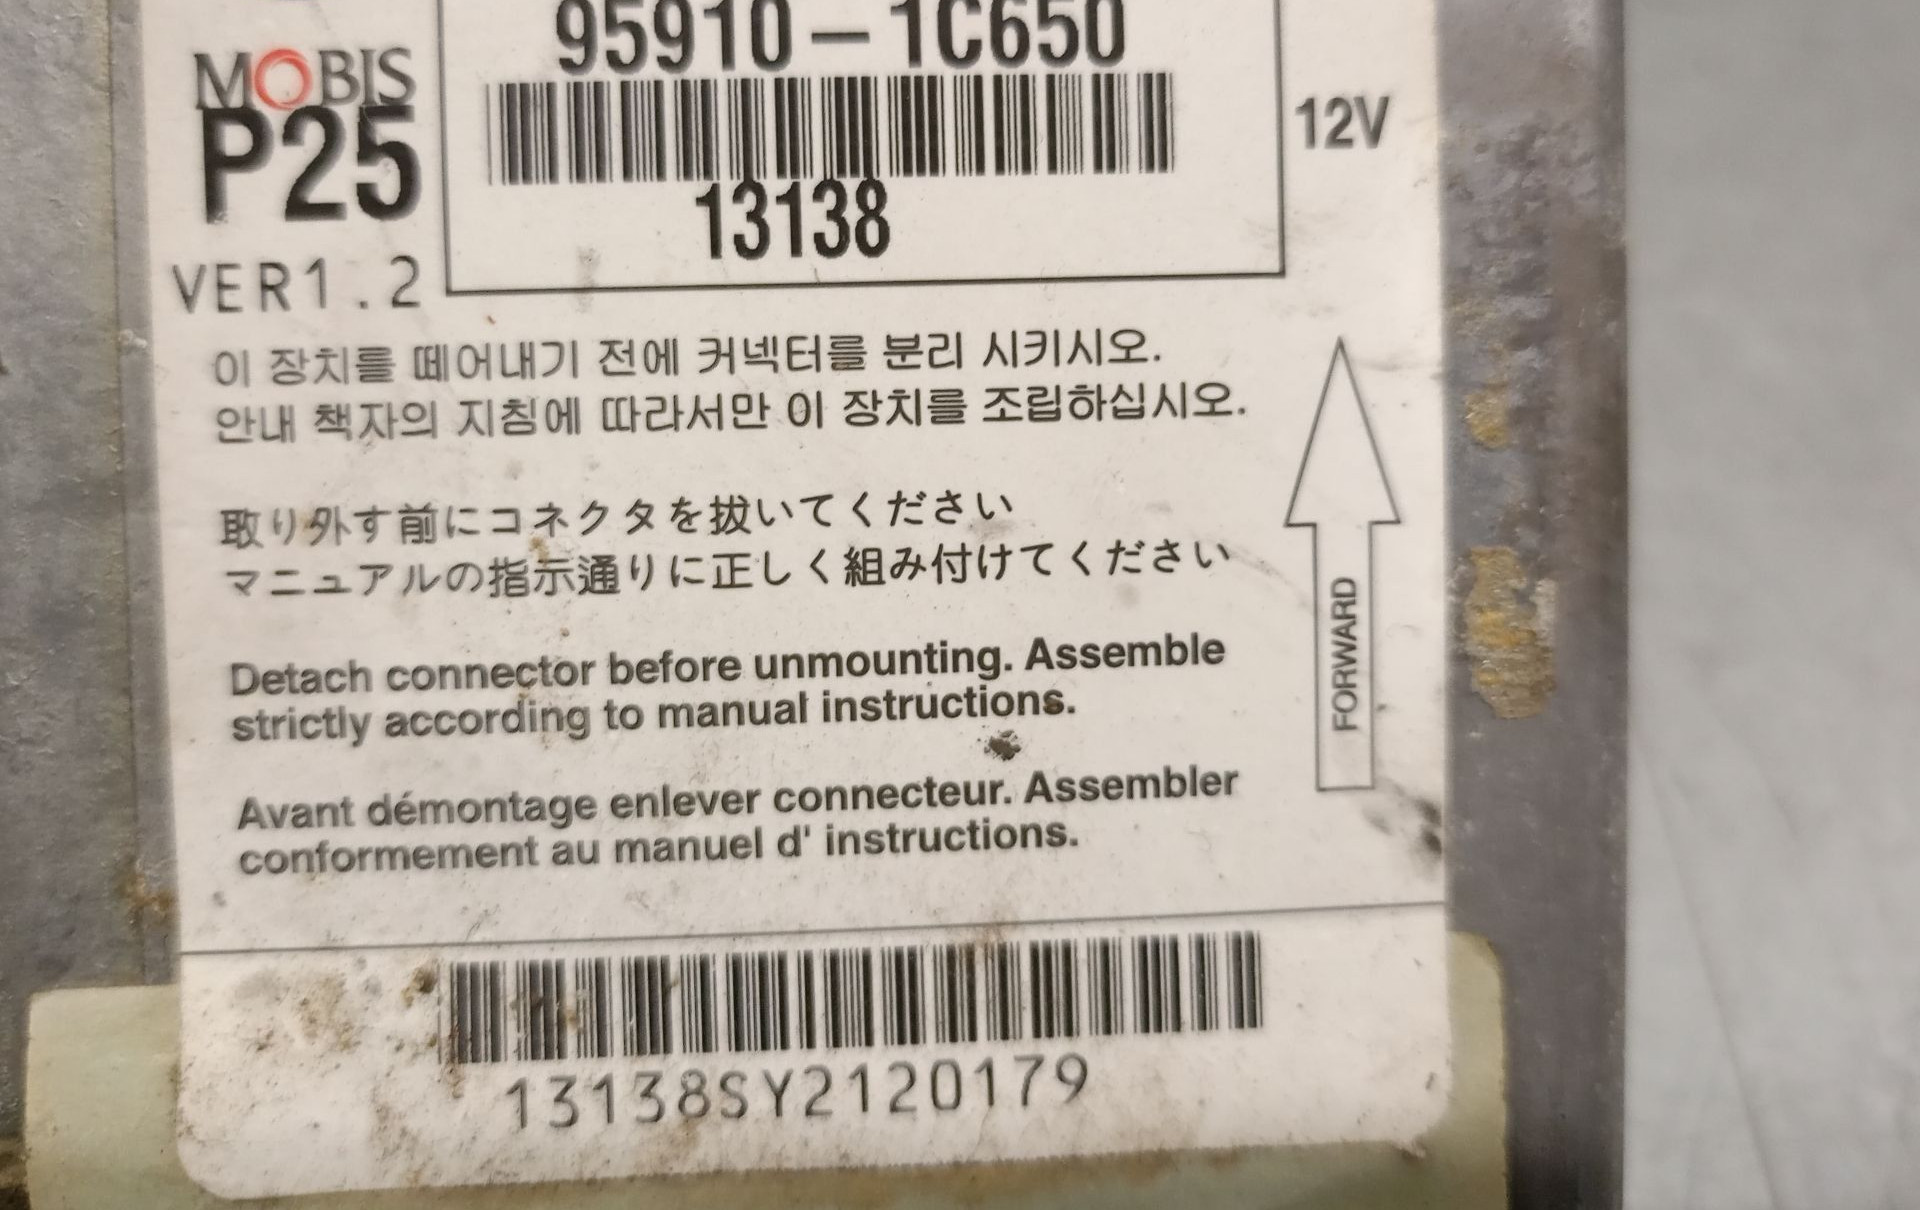 95910-1C650
MOBIS
P25
12V
13138
VER1.2
이 장치를 떼어내기 전에 커넥터를 분리 시키시오.
안내 책자의 지침에 따라서만 이 장치를 조립하십시오.
取り外す前にコネクタを抜いてください
マニュアルの指示通りに正しく組み付けてください
FORWARD
Detach connector before unmounting. Assemble
strictly according to manual instructions.
Avant démontage enlever connecteur. Assembler
conformement au manuel d' instructions.
13138SY2120179